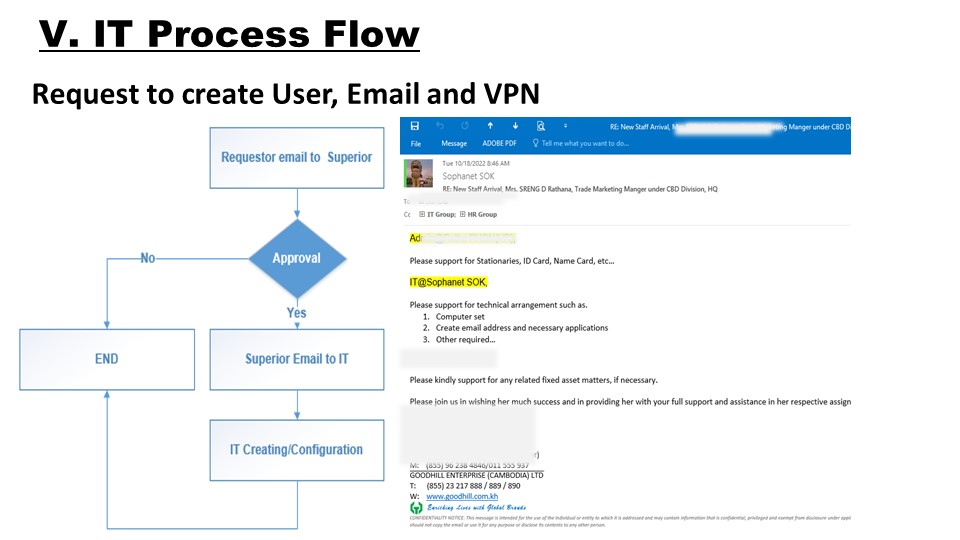 V. IT Process Flow
Request to create User, Email and VPN
Requestor email to Superior
Approval
No
Yes
END
Superior Email to IT
IT Creating/Configuration
RE: New Staff Arrival, M ng Manger under CBD Di
File Message ADOBE PDF Tell me what you want to do...
Tue 10/18/2022 8:46 AM
Sophanet SOK
RE: New Staff Arrival, Mrs. SRENG D Rathana, Trade Marketing Manger under CBD Division, HQ
To
Cc IT Group; HR Group
Ad
Please support for Stationaries, ID Card, Name Card, etc...
IT@Sophanet SOK,
Please support for technical arrangement such as.
1. Computer set
2. Create email address and necessary applications
3. Other required...
Please kindly support for any related fixed asset matters, if necessary.
Please join us in wishing her much success and in providing her with your full support and assistance in her respective assign
r)
M: (855) 96 238 4846/011 555 937
GOODHILL ENTERPRISE (CAMBODIA) LTD
T: (855) 23 217 888 / 889 / 890
W: www.goodhill.com.kh
Enriching Lives with Global Brands
CONFIDENTIALITY NOTICE: This message is intended for the use of the individual or entity to which it is addressed and may contain information that is confidential, privileged and exempt from disclosure under appl
should not copy the email or use it for any purpose or disclose its contents to any other person.